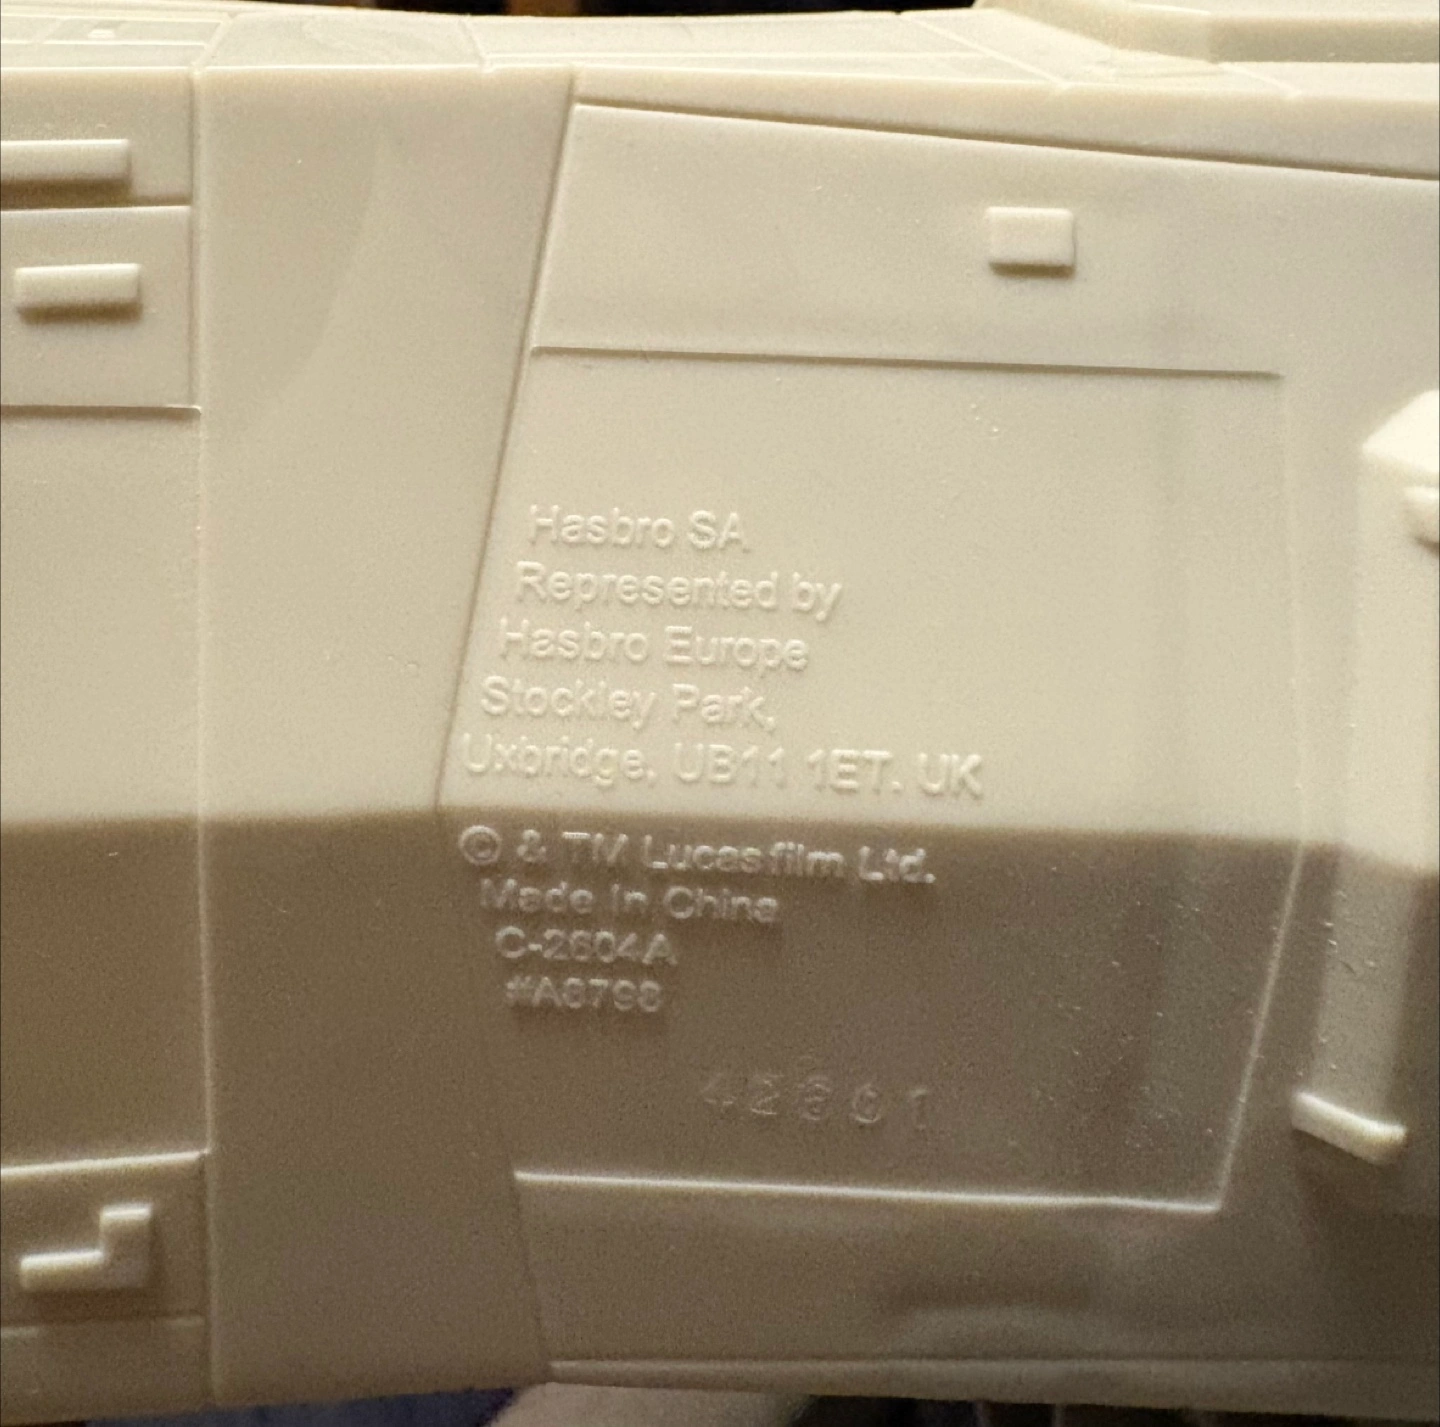 Hasbro SA
Represented by
Hasbro Europe
Stockley Park,
Uxbridge, UB11 1ET. UK
© & TM Lucasfilm Ltd.
Made In China
C-2604A
#A8798
42601